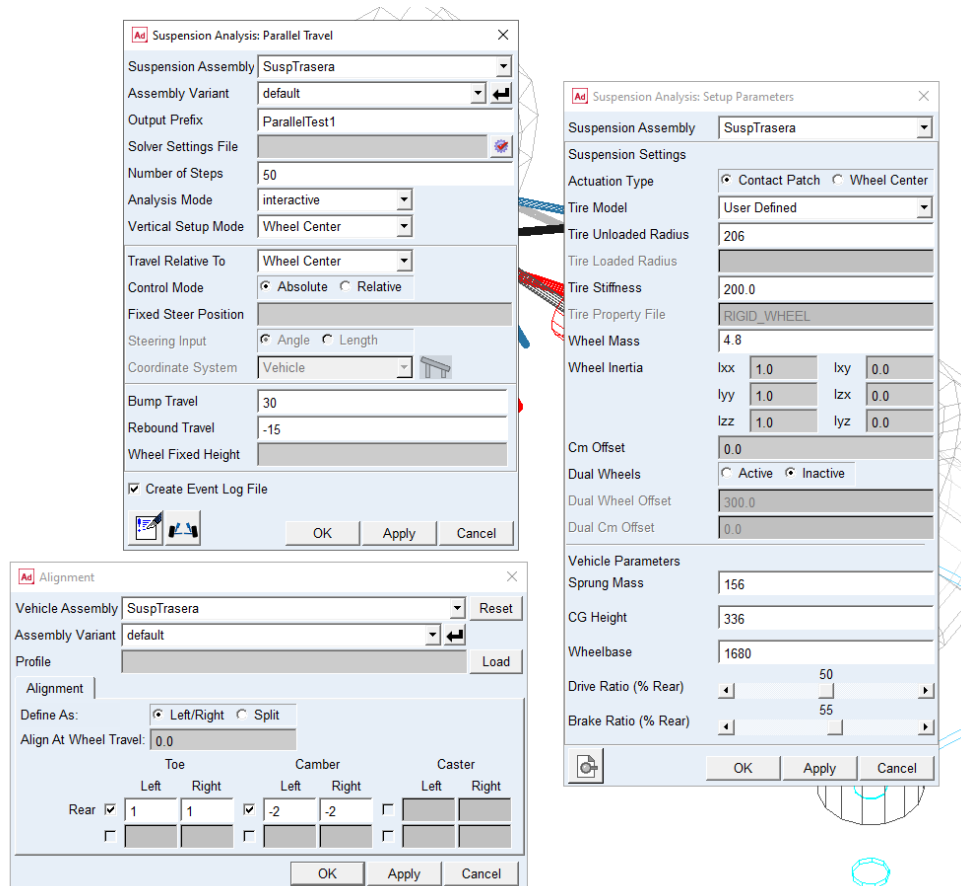 Ad Suspension Analysis: Parallel Travel
Suspension Assembly SuspTrasera
Assembly Variant default
Output Prefix ParallelTest1
Solver Settings File
Number of Steps 50
Analysis Mode interactive
Vertical Setup Mode Wheel Center
Travel Relative To Wheel Center
Control Mode Absolute Relative
Fixed Steer Position
Steering Input Angle Length
Coordinate System Vehicle
Bump Travel 30
Rebound Travel -15
Wheel Fixed Height
Create Event Log File
OK Apply Cancel
Ad Suspension Analysis: Setup Parameters
Suspension Assembly SuspTrasera
Suspension Settings
Actuation Type Contact Patch Wheel Center
Tire Model User Defined
Tire Unloaded Radius 206
Tire Loaded Radius
Tire Stiffness 200.0
Tire Property File RIGID_WHEEL
Wheel Mass 4.8
Wheel Inertia Ixx 1.0 Ixy 0.0
Iyy 1.0 Izx 0.0
Izz 1.0 Iyz 0.0
Cm Offset 0.0
Dual Wheels Active Inactive
Dual Wheel Offset 300.0
Dual Cm Offset 0.0
Vehicle Parameters
Sprung Mass 156
CG Height 336
Wheelbase 1680
50
Drive Ratio (% Rear)
55
Brake Ratio (% Rear)
OK Apply Cancel
Ad Alignment
Vehicle Assembly SuspTrasera Reset
Assembly Variant default
Profile Load
Alignment
Define As: Left/Right Split
Align At Wheel Travel: 0.0
Toe Camber Caster
Left Right Left Right Left Right
Rear 1 1 -2 -2
OK Apply Cancel